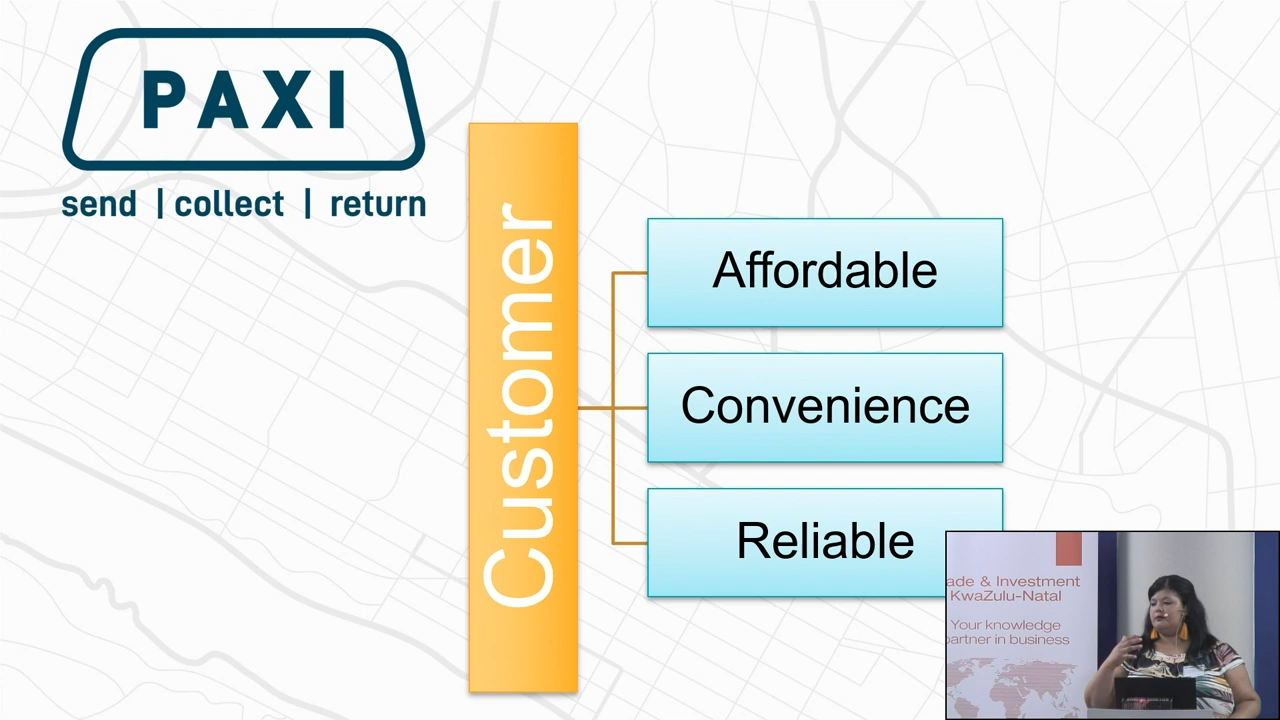 PAXI
send | collect | return
Customer
Affordable
Convenience
Reliable
ade & Investment
KwaZulu-Natal
Your knowledge
partner in business